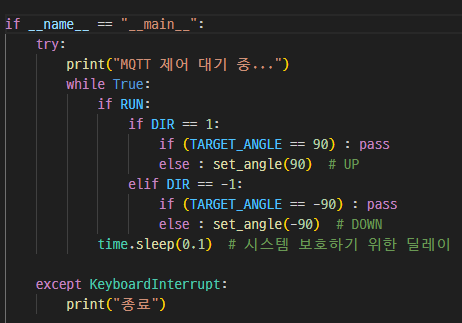 if __name__ == "__main__":
    try:
        print("MQTT 제어 대기 중...")
        while True:
            if RUN:
                if DIR == 1:
                    if (TARGET_ANGLE == 90) : pass
                    else : set_angle(90)  # UP
                elif DIR == -1:
                    if (TARGET_ANGLE == -90) : pass
                    else : set_angle(-90)  # DOWN
            time.sleep(0.1)  # 시스템 보호하기 위한 딜레이

    except KeyboardInterrupt:
        print("종료")